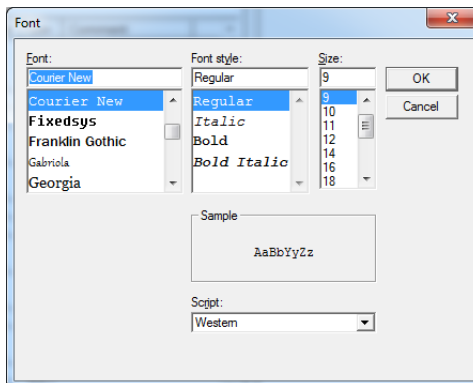 Font
Font:
Courier New
Courier New
Fixedsys
Franklin Gothic
Gabriola
Georgia
Font style:
Regular
Regular
Italic
Bold
Bold Italic
Size:
9
9
10
11
12
14
16
18
OK
Cancel
Sample
AaBbYyZz
Script:
Western